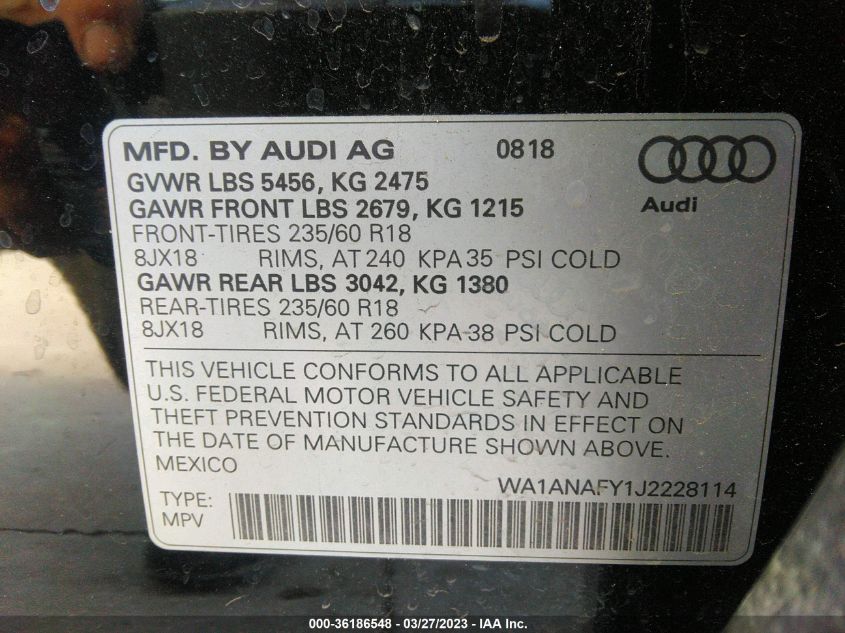 MFD. BY AUDI AG 0818
GVWR LBS 5456, KG 2475
GAWR FRONT LBS 2679, KG 1215
Audi
FRONT-TIRES 235/60 R18
8JX18 RIMS, AT 240 KPA 35 PSI COLD
GAWR REAR LBS 3042, KG 1380
REAR-TIRES 235/60 R18
8JX18 RIMS, AT 260 KPA 38 PSI COLD
THIS VEHICLE CONFORMS TO ALL APPLICABLE
U.S. FEDERAL MOTOR VEHICLE SAFETY AND
THEFT PREVENTION STANDARDS IN EFFECT ON
THE DATE OF MANUFACTURE SHOWN ABOVE.
MEXICO
WA1ANAFY1J2228114
TYPE:
MPV
000-36186548 - 03/27/2023 - IAA Inc.